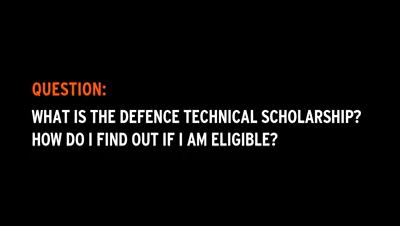 QUESTION:
WHAT IS THE DEFENCE TECHNICAL SCHOLARSHIP?
HOW DO I FIND OUT IF I AM ELIGIBLE?